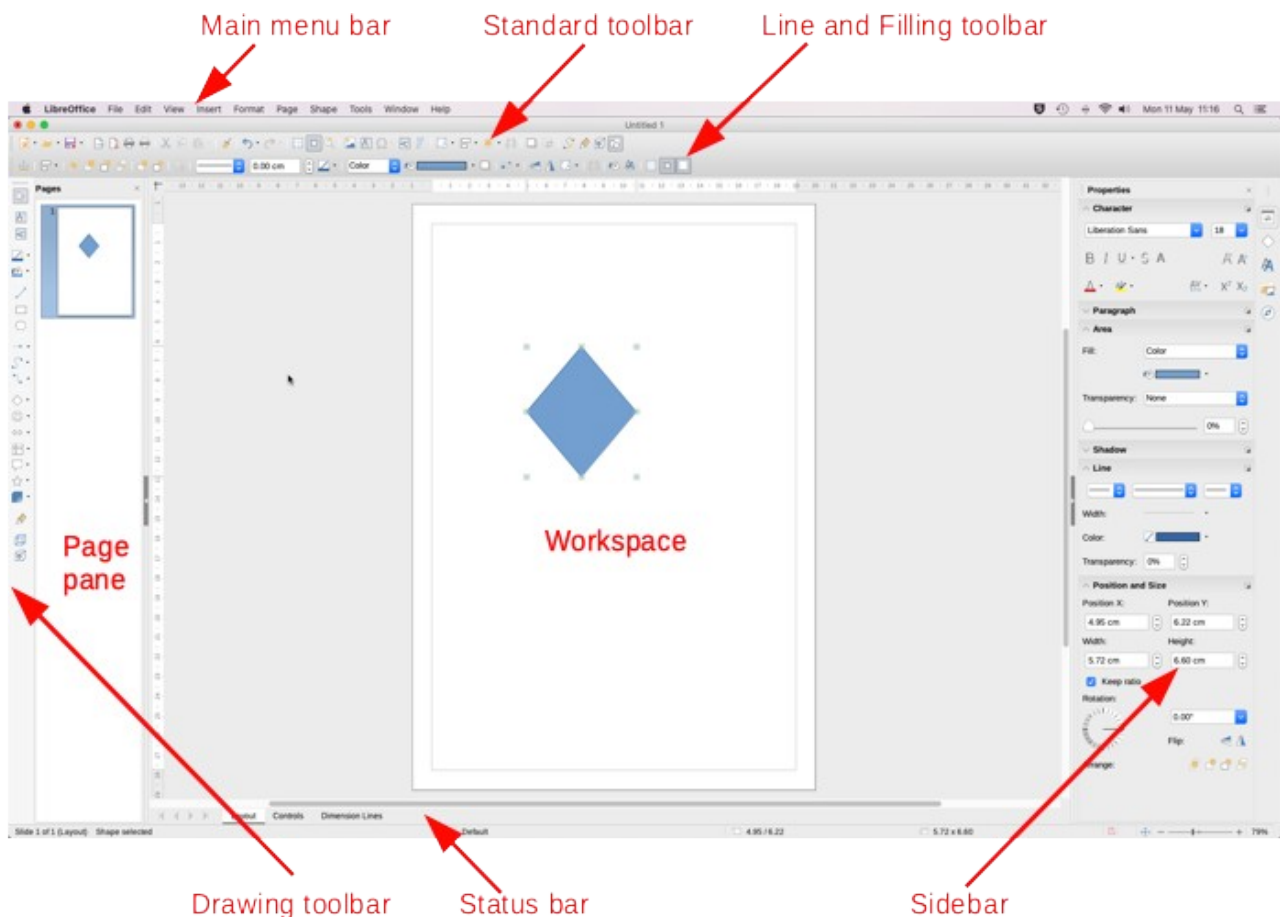 Main menu bar Standard toolbar Line and Filling toolbar
LibreOffice File Edit View Insert Format Page Shape Tools Window Help Mon 11 May 11:16
Untitled 1
0.00 cm Color
Pages
1
Properties
Character
Liberation Sans 18
B I U S A
Paragraph
Area
Fill: Color
Transparency: None
0%
Shadow
Line
Width:
Color:
Transparency: 0%
Position and Size
Position X: Position Y:
4.95 cm 6.22 cm
Width: Height:
5.72 cm 6.60 cm
Keep ratio
Rotation:
0.00°
Flip:
Workspace
Page
pane
Layout Controls Dimension Lines
Slide 1 of 1 (Layout) Shape selected Default 4.95 / 6.22 5.72 x 6.60 79%
Drawing toolbar Status bar Sidebar